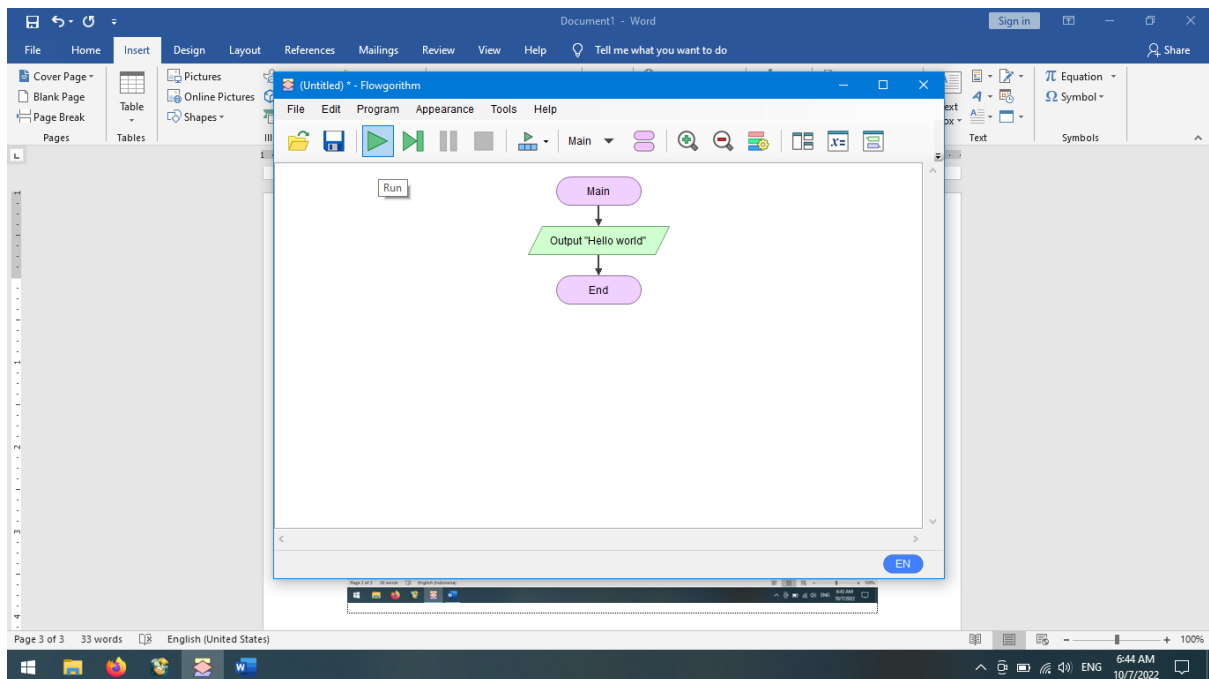 Document1 - Word
Sign in
File Home Insert Design Layout References Mailings Review View Help Tell me what you want to do
Share
Cover Page
Blank Page
Page Break
Pages
Table
Tables
Pictures
Online Pictures
Shapes
Equation
Symbol
Text
Symbols
(Untitled) * - Flowgorithm
File Edit Program Appearance Tools Help
Main
Run
Main
Output "Hello world"
End
EN
Page 3 of 3 33 words English (United States)
100%
ENG
6:44 AM
10/7/2022